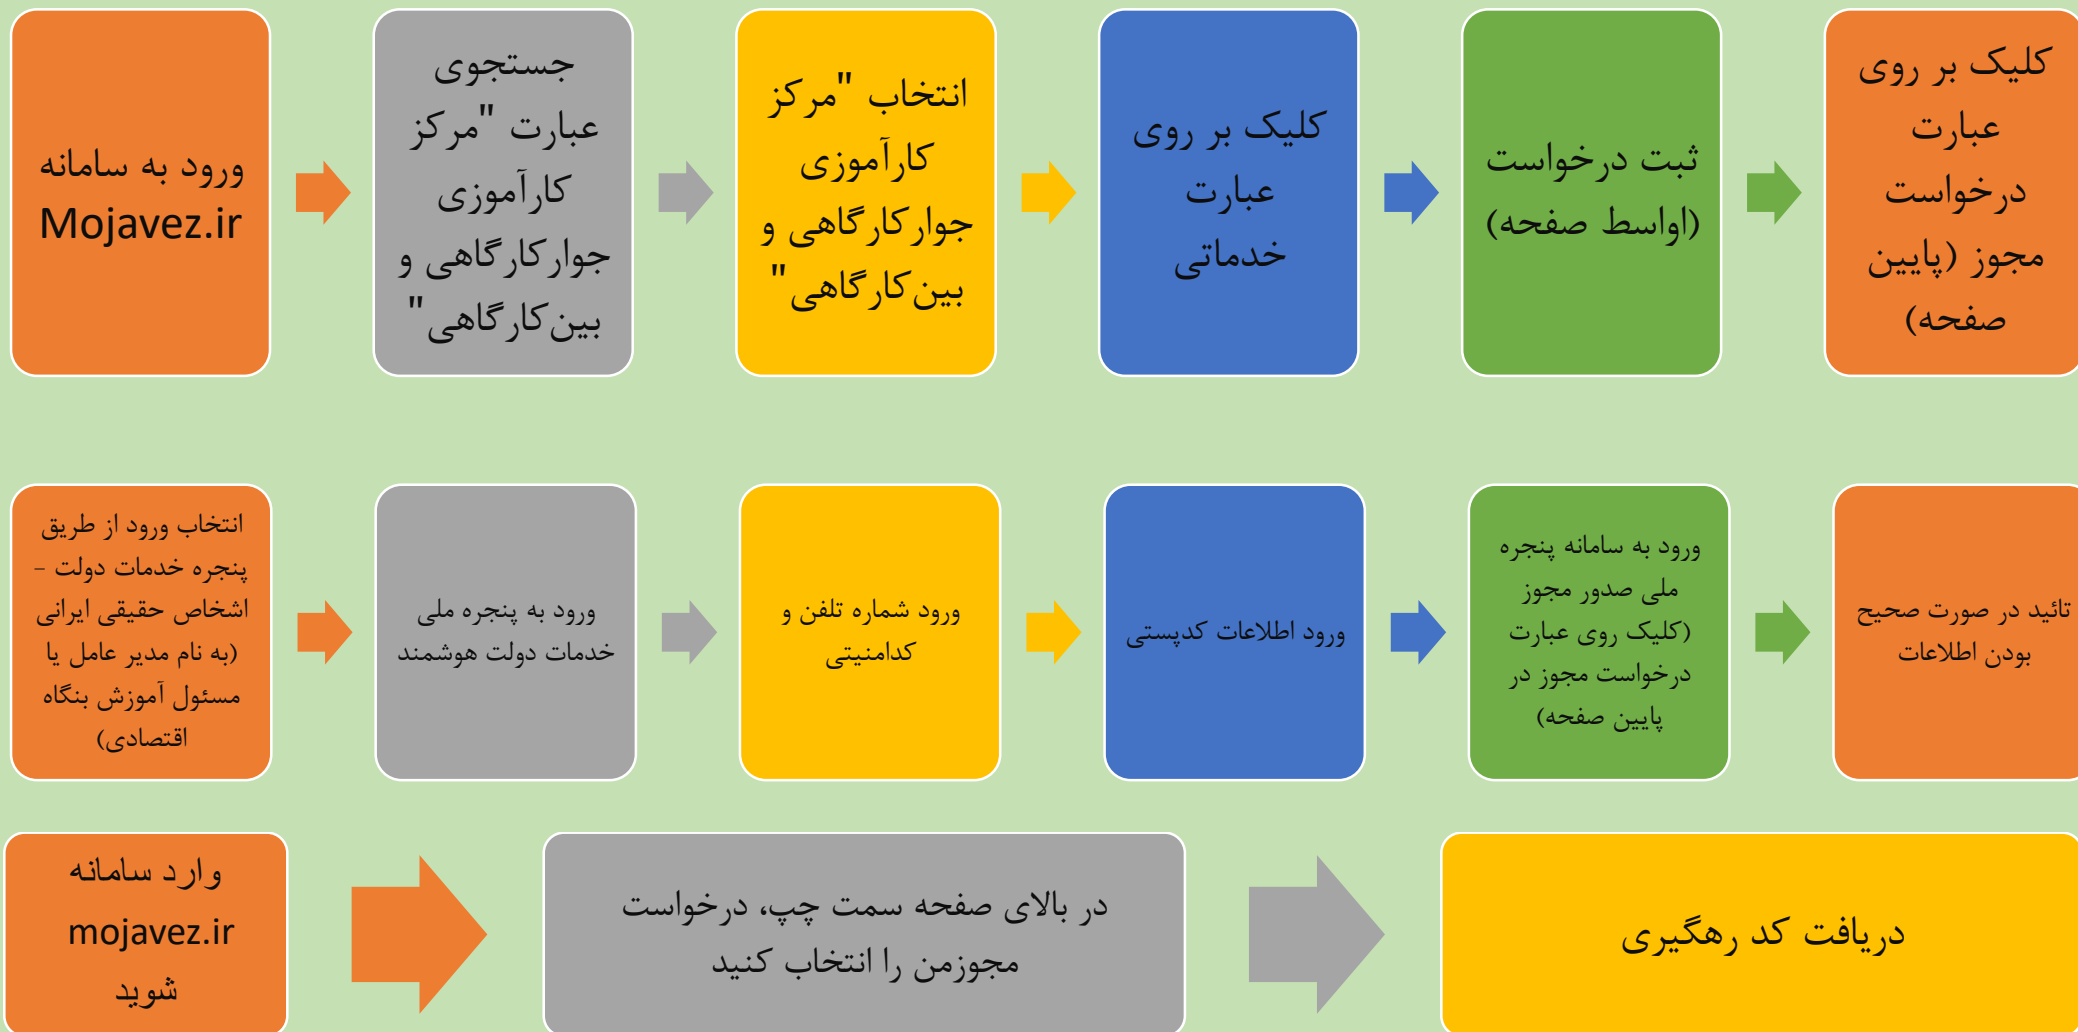 ورود به سامانه
Mojavez.ir
جستجوی
عبارت "مرکز
کارآموزی
جوارکارگاهی و
بین‌کارگاهی"
انتخاب "مرکز
کارآموزی
جوارکارگاهی و
بین‌کارگاهی"
کلیک بر روی
عبارت
خدماتی
ثبت درخواست
(اواسط صفحه)
کلیک بر روی
عبارت
درخواست
مجوز (پایین
صفحه)
انتخاب ورود از طریق
پنجره خدمات دولت –
اشخاص حقیقی ایرانی
(به نام مدیر عامل یا
مسئول آموزش بنگاه
اقتصادی)
ورود به پنجره ملی
خدمات دولت هوشمند
ورود شماره تلفن و
کدامنیتی
ورود اطلاعات کدپستی
ورود به سامانه پنجره
ملی صدور مجوز
(کلیک روی عبارت
درخواست مجوز در
پایین صفحه)
تائید در صورت صحیح
بودن اطلاعات
وارد سامانه
mojavez.ir
شوید
در بالای صفحه سمت چپ، درخواست
مجوزمن را انتخاب کنید
دریافت کد رهگیری